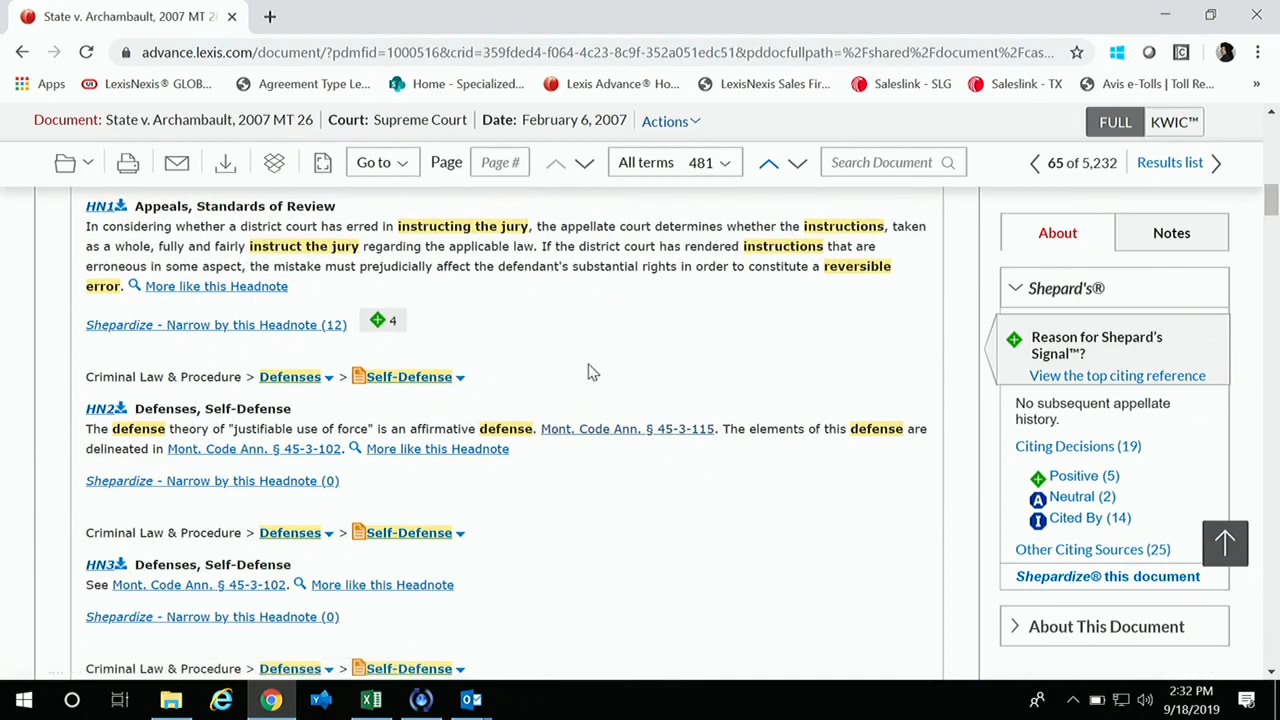 State v. Archambault, 2007 MT 26
advance.lexis.com/document/?pdmfid=1000516&crid=359fded4-f064-4c23-8c9f-352a051edc51&pddocfullpath=%2Fshared%2Fdocument%2Fcas...
Apps LexisNexis® GLOB... Agreement Type Le... Home - Specialized... Lexis Advance® Ho... LexisNexis Sales Fir... Saleslink - SLG Saleslink - TX Avis e-Tolls | Toll Re... »
Document: State v. Archambault, 2007 MT 26 | Court: Supreme Court | Date: February 6, 2007 | Actions
FULL KWIC™
Go to Page Page # All terms 481 Search Document 65 of 5,232 Results list
HN1 Appeals, Standards of Review
In considering whether a district court has erred in instructing the jury, the appellate court determines whether the instructions, taken
as a whole, fully and fairly instruct the jury regarding the applicable law. If the district court has rendered instructions that are
erroneous in some aspect, the mistake must prejudicially affect the defendant's substantial rights in order to constitute a reversible
error. More like this Headnote
Shepardize - Narrow by this Headnote (12) 4
Criminal Law & Procedure > Defenses > Self-Defense
HN2 Defenses, Self-Defense
The defense theory of "justifiable use of force" is an affirmative defense. Mont. Code Ann. § 45-3-115. The elements of this defense are
delineated in Mont. Code Ann. § 45-3-102. More like this Headnote
Shepardize - Narrow by this Headnote (0)
Criminal Law & Procedure > Defenses > Self-Defense
HN3 Defenses, Self-Defense
See Mont. Code Ann. § 45-3-102. More like this Headnote
Shepardize - Narrow by this Headnote (0)
Criminal Law & Procedure > Defenses > Self-Defense
About Notes
Shepard's®
Reason for Shepard's
Signal™?
View the top citing reference
No subsequent appellate
history.
Citing Decisions (19)
Positive (5)
A Neutral (2)
I Cited By (14)
Other Citing Sources (25)
Shepardize® this document
About This Document
2:32 PM
9/18/2019